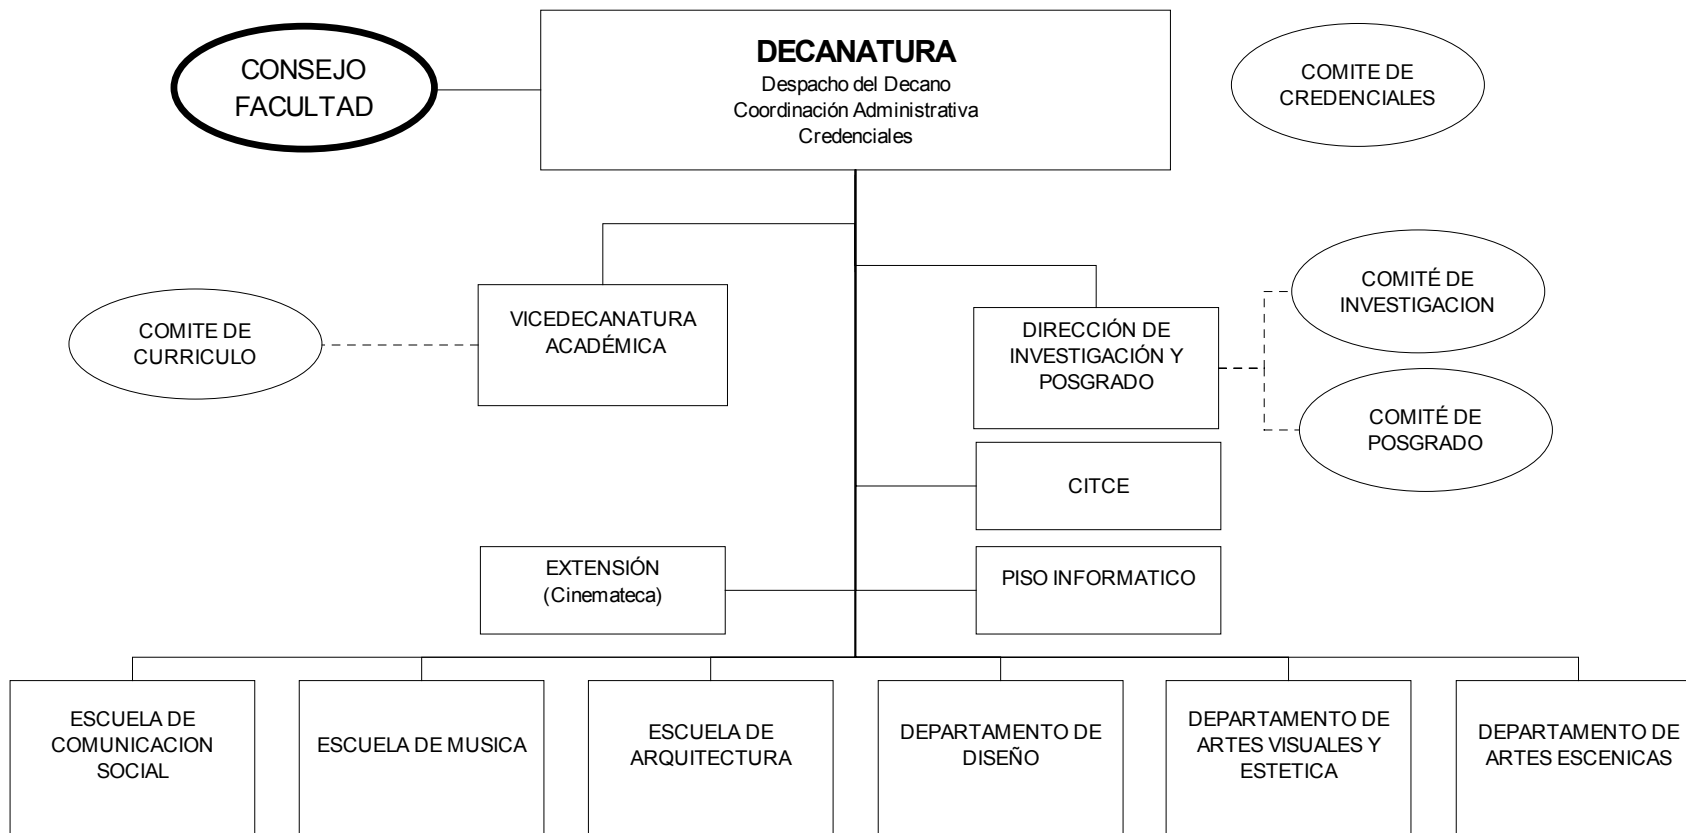 CONSEJO
FACULTAD
DECANATURA
Despacho del Decano
Coordinación Administrativa
Credenciales
COMITE DE
CREDENCIALES
COMITE DE
CURRICULO
VICEDECANATURA
ACADÉMICA
DIRECCIÓN DE
INVESTIGACIÓN Y
POSGRADO
COMITÉ DE
INVESTIGACION
COMITÉ DE
POSGRADO
CITCE
EXTENSIÓN
(Cinemateca)
PISO INFORMATICO
ESCUELA DE
COMUNICACION
SOCIAL
ESCUELA DE MUSICA
ESCUELA DE
ARQUITECTURA
DEPARTAMENTO DE
DISEÑO
DEPARTAMENTO DE
ARTES VISUALES Y
ESTETICA
DEPARTAMENTO DE
ARTES ESCENICAS